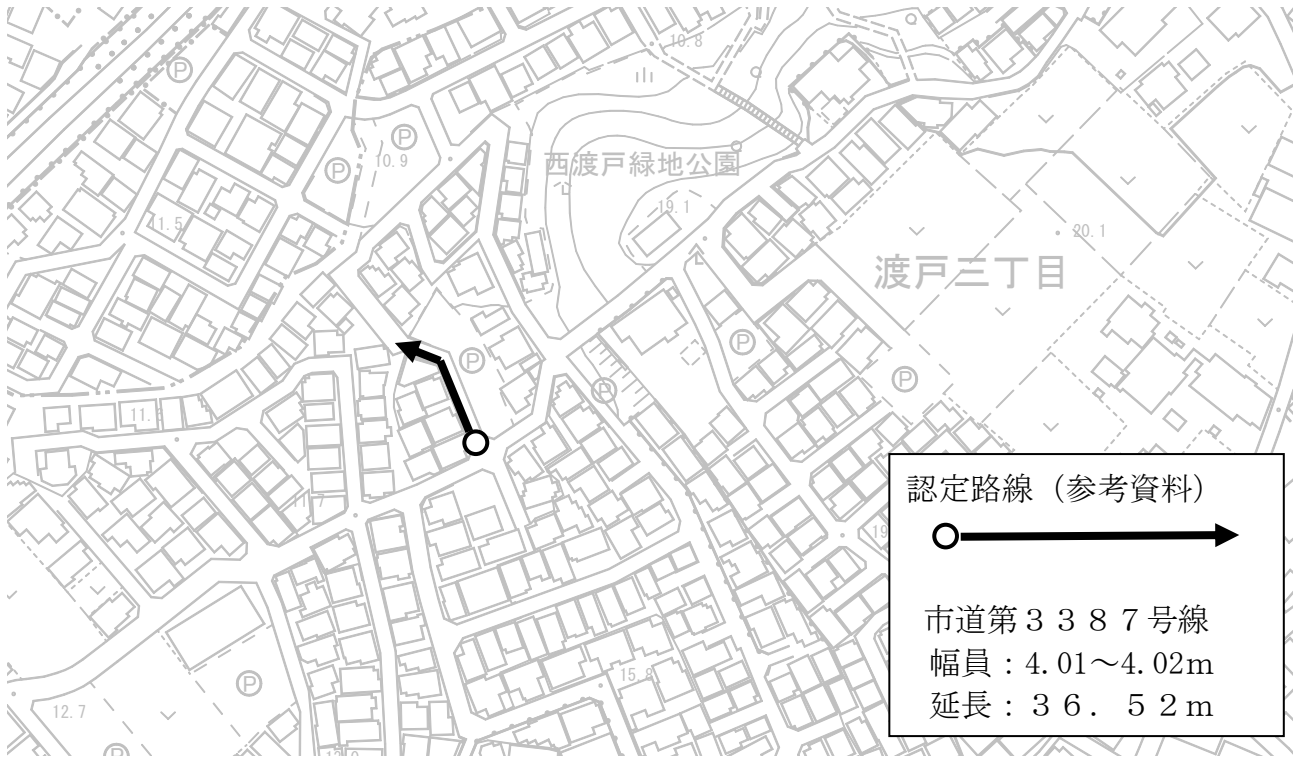 10.8
Ⓟ
Ⓟ
Ⓟ
10.9
西渡戸緑地公園
19.1
11.5
20.1
渡戸三丁目
Ⓟ
Ⓟ
Ⓟ
Ⓟ
認定路線（参考資料）
市道第３３８７号線
幅員：4.01～4.02m
延長：３６．５２ｍ
15.8
Ⓟ
12.7
Ⓟ